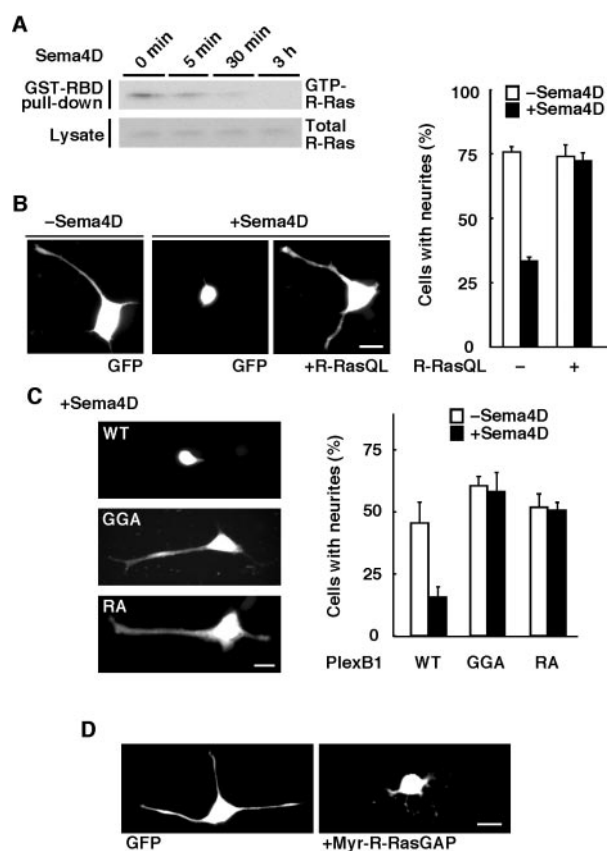 A
Sema4D
0 min 5 min 30 min 3 h
GST-RBD
pull-down
GTP-
R-Ras
Lysate
Total
R-Ras
B
–Sema4D +Sema4D
GFP GFP +R-RasQL
Cells with neurites (%)
100
75
50
25
0
–Sema4D
+Sema4D
R-RasQL – +
C
+Sema4D
WT
GGA
RA
Cells with neurites (%)
75
50
25
0
–Sema4D
+Sema4D
PlexB1 WT GGA RA
D
GFP +Myr-R-RasGAP